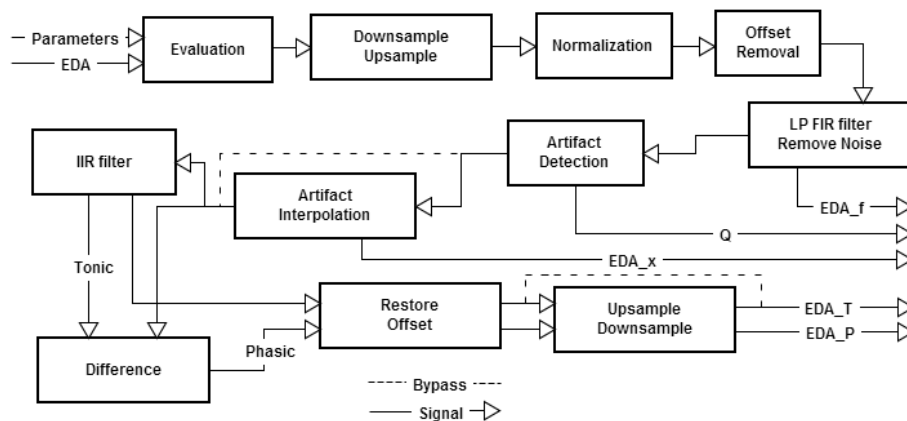 Parameters
EDA
Evaluation
Downsample
Upsample
Normalization
Offset
Removal
LP FIR filter
Remove Noise
Artifact
Detection
IIR filter
Artifact
Interpolation
EDA_f
Q
EDA_x
Tonic
Restore
Offset
Upsample
Downsample
EDA_T
EDA_P
Phasic
Difference
Bypass
Signal